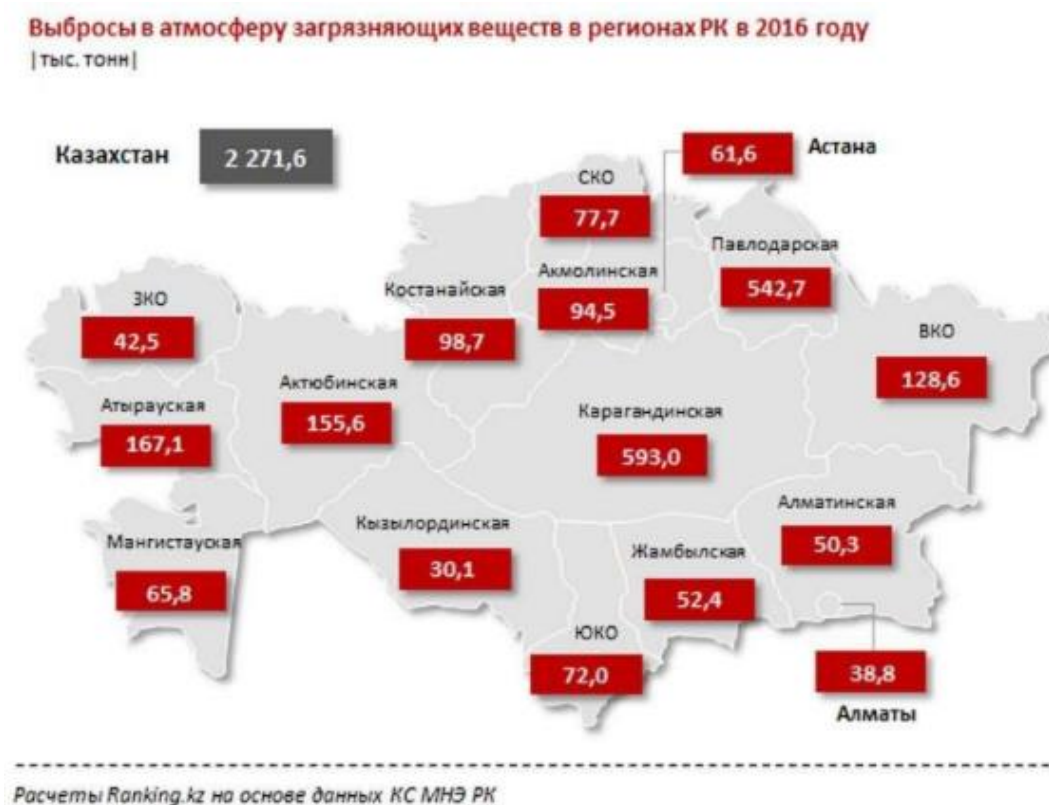 Выбросы в атмосферу загрязняющих веществ в регионах РК в 2016 году
|тыс. тонн|
Казахстан
2 271,6
61,6
Астана
СКО
77,7
Павлодарская
542,7
Акмолинская
94,5
Костанайская
98,7
ЗКО
42,5
ВКО
128,6
Актюбинская
155,6
Атырауская
167,1
Карагандинская
593,0
Алматинская
50,3
Кызылординская
30,1
Мангистауская
65,8
Жамбылская
52,4
ЮКО
72,0
38,8
Алматы
Расчеты Ranking.kz на основе данных КС МНЭ РК